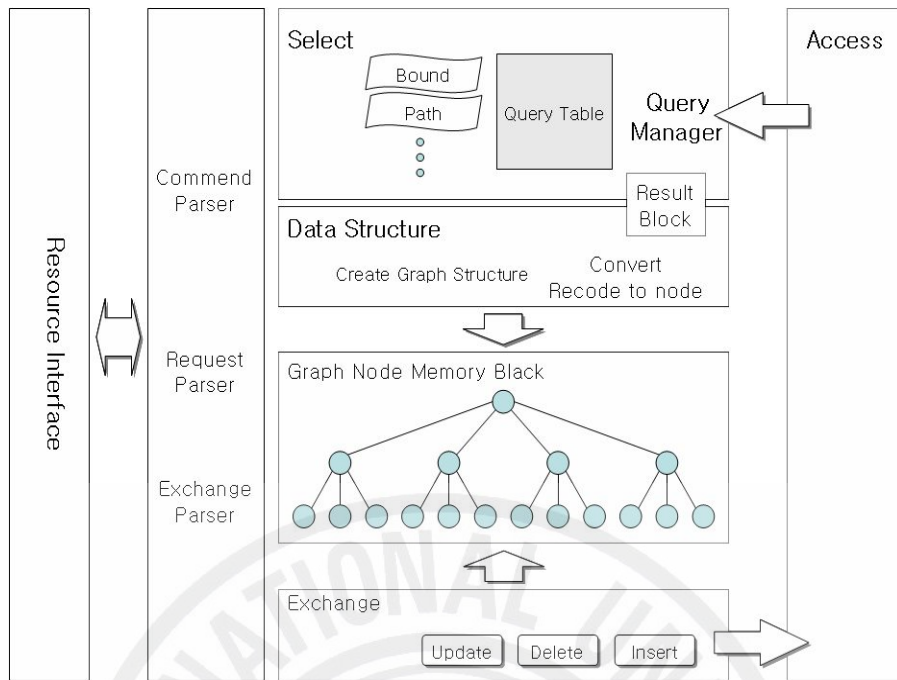 Resource Interface
Commend
Parser
Request
Parser
Exchange
Parser
Select
Bound
Path
Query Table
Query
Manager
Result
Block
Data Structure
Create Graph Structure
Convert
Recode to node
Graph Node Memory Black
Exchange
Update
Delete
Insert
Access
NATIONAL